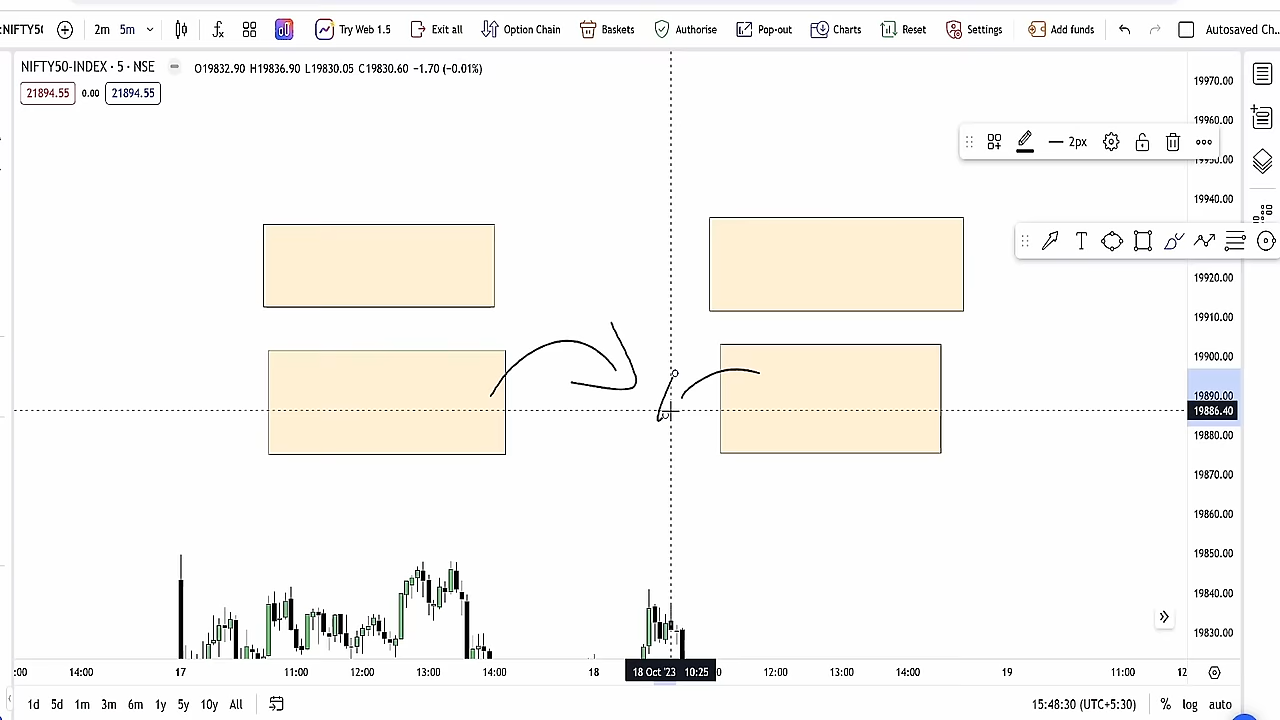 :NIFTY5( 2m 5m Try Web 1.5 Exit all Option Chain Baskets Authorise Pop-out Charts Reset Settings Add funds Autosaved Ch...
NIFTY50-INDEX · 5 · NSE O19832.90 H19836.90 L19830.05 C19830.60 −1.70 (−0.01%)
21894.55 0.00 21894.55
2px
19970.00
19960.00
19950.00
19940.00
19920.00
19910.00
19900.00
19890.00
19886.40
19880.00
19870.00
19860.00
19850.00
19840.00
19830.00
:00 14:00 17 11:00 12:00 13:00 14:00 18 18 Oct '23 10:25 0 12:00 13:00 14:00 19 11:00 12
1d 5d 1m 3m 6m 1y 5y 10y All 15:48:30 (UTC+5:30) % log auto